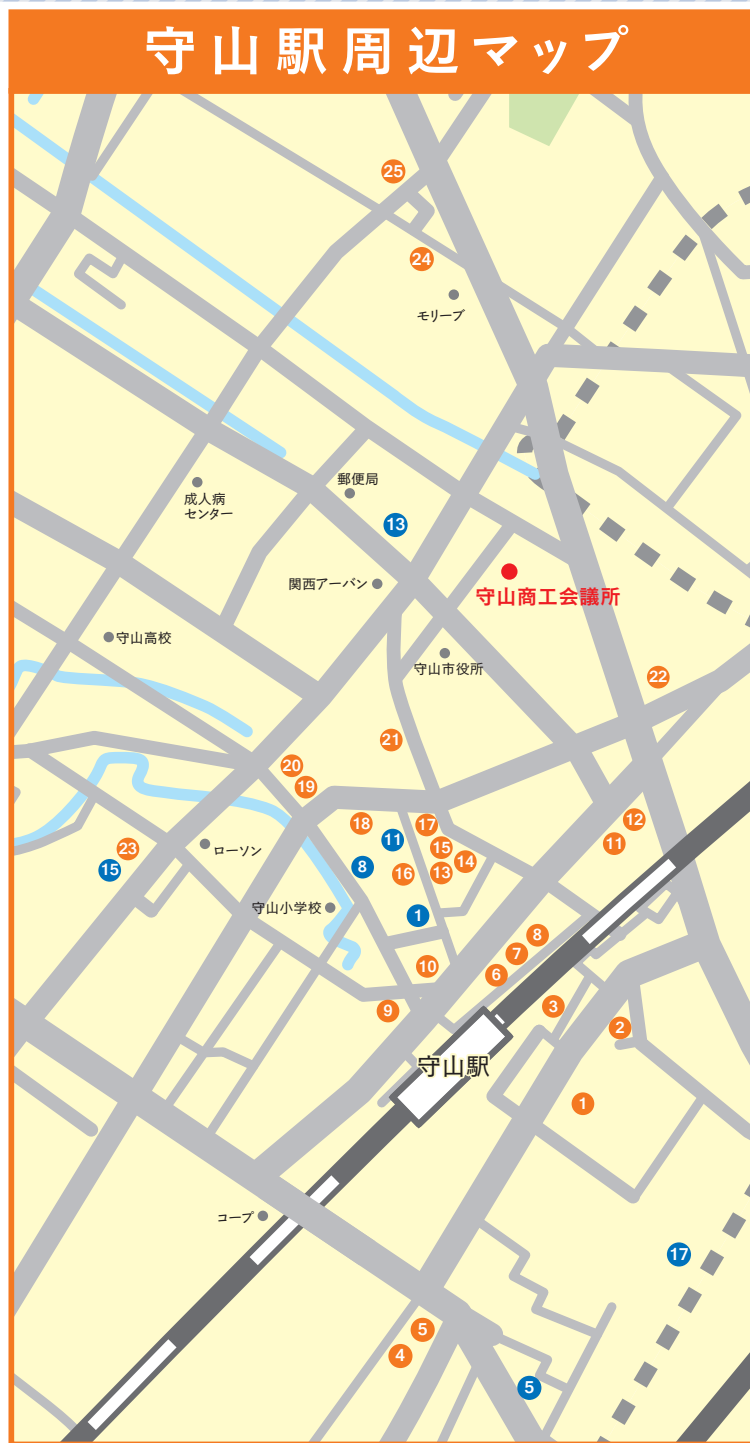 守山駅周辺マップ
25
24
モリーブ
郵便局
成人病
センター
13
関西アーバン
守山商工会議所
守山高校
守山市役所
22
21
20
19
18
17
12
11
11
15
14
23
ローソン
15
8
16
13
守山小学校
1
8
7
10
6
9
3
2
守山駅
1
コープ
17
5
4
5